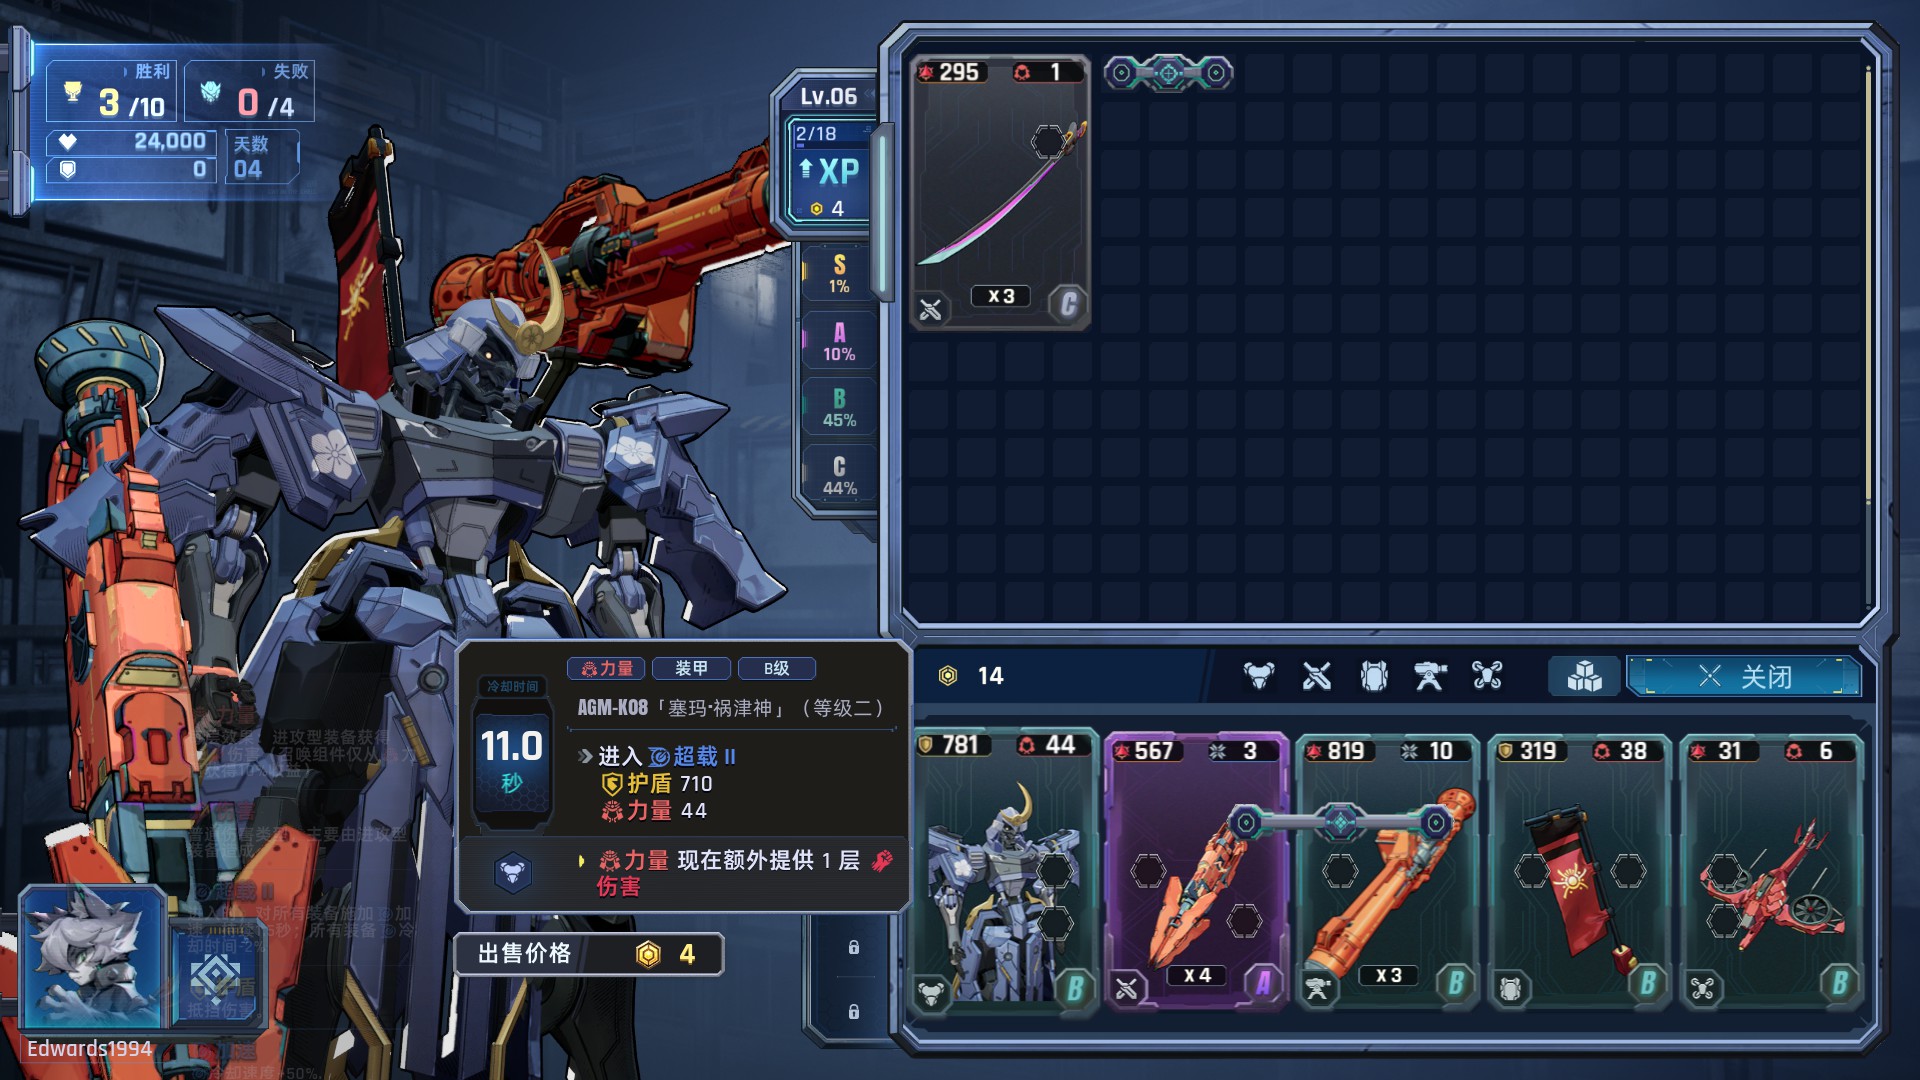 胜利
3 /10
失败
0 /4
24,000
0
天数
04
Lv.06
2/18
XP
4
S
1%
A
10%
B
45%
C
44%
295
1
x3
C
14
关闭
781
44
B
567
3
x4
A
819
10
x3
B
319
38
B
31
6
B
冷却时间
11.0
秒
力量
装甲
B级
AGM-K08「塞玛·祸津神」（等级二）
进入 超载 II
护盾 710
力量 44
力量 现在额外提供 1 层
伤害
出售价格
4
Edwards1994